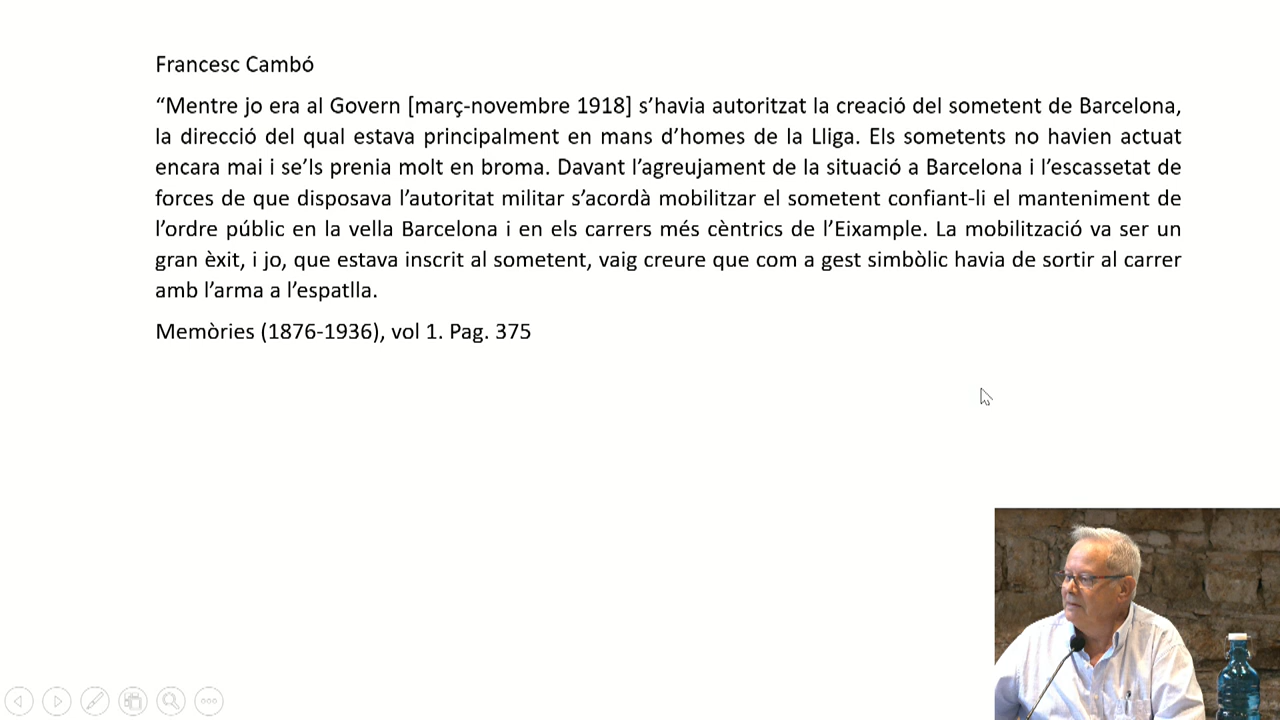 Francesc Cambó
“Mentre jo era al Govern [març-novembre 1918] s’havia autoritzat la creació del sometent de Barcelona,
la direcció del qual estava principalment en mans d’homes de la Lliga. Els sometents no havien actuat
encara mai i se’ls prenia molt en broma. Davant l’agreujament de la situació a Barcelona i l’escassetat de
forces de que disposava l’autoritat militar s’acordà mobilitzar el sometent confiant-li el manteniment de
l’ordre públic en la vella Barcelona i en els carrers més cèntrics de l’Eixample. La mobilització va ser un
gran èxit, i jo, que estava inscrit al sometent, vaig creure que com a gest simbòlic havia de sortir al carrer
amb l’arma a l’espatlla.
Memòries (1876-1936), vol 1. Pag. 375